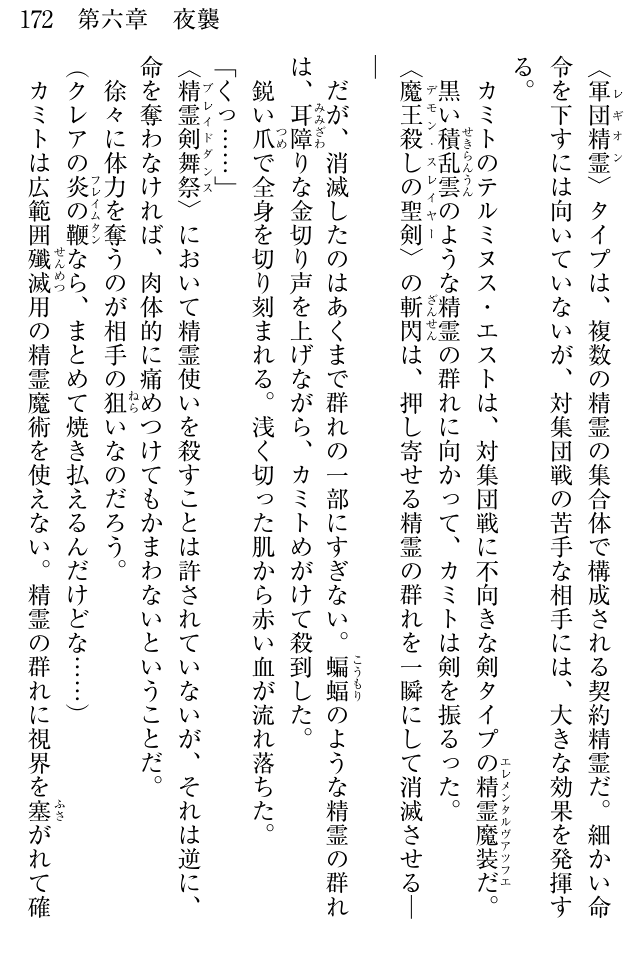 172　第六章　夜襲
〈軍団精霊〉タイプは、複数の精霊の集合体で構成される契約精霊だ。細かい命
令を下すには向いていないが、対集団戦の苦手な相手には、大きな効果を発揮す
る。
　カミトのテルミヌス・エストは、対集団戦に不向きな剣タイプの精霊魔装だ。
　黒い積乱雲のような精霊の群れに向かって、カミトは剣を振るった。
〈魔王殺しの聖剣〉の斬閃は、押し寄せる精霊の群れを一瞬にして消滅させる―
―
　だが、消滅したのはあくまで群れの一部にすぎない。蝙蝠のような精霊の群れ
は、耳障りな金切り声を上げながら、カミトめがけて殺到した。
　鋭い爪で全身を切り刻まれる。浅く切った肌から赤い血が流れ落ちた。
「くっ……」
〈精霊剣舞祭〉において精霊使いを殺すことは許されていないが、それは逆に、
命を奪わなければ、肉体的に痛めつけてもかまわないということだ。
　徐々に体力を奪うのが相手の狙いなのだろう。
（クレアの炎の鞭なら、まとめて焼き払えるんだけどな……）
　カミトは広範囲殲滅用の精霊魔術を使えない。精霊の群れに視界を塞がれて確